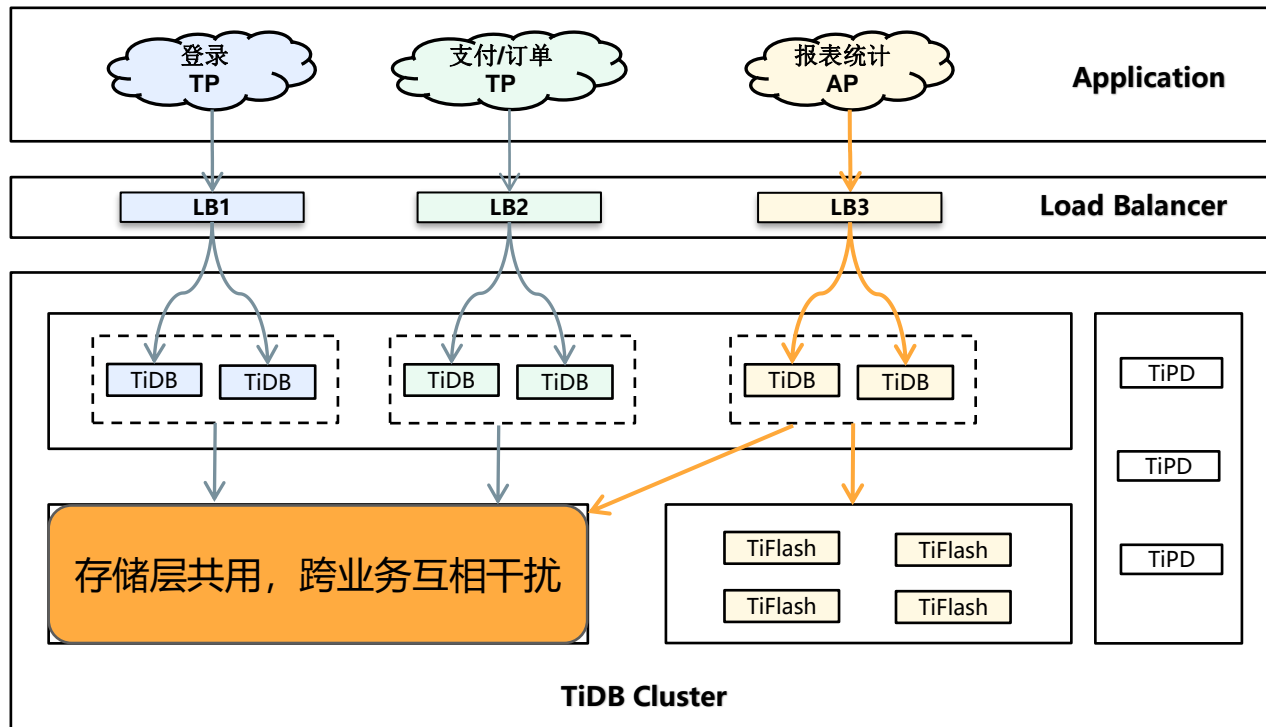 登录
TP
支付/订单
TP
报表统计
AP
Application
LB1
LB2
LB3
Load Balancer
TiDB
TiDB
TiDB
TiDB
TiDB
TiDB
TiPD
TiPD
TiPD
存储层共用，跨业务互相干扰
TiFlash
TiFlash
TiFlash
TiFlash
TiDB Cluster